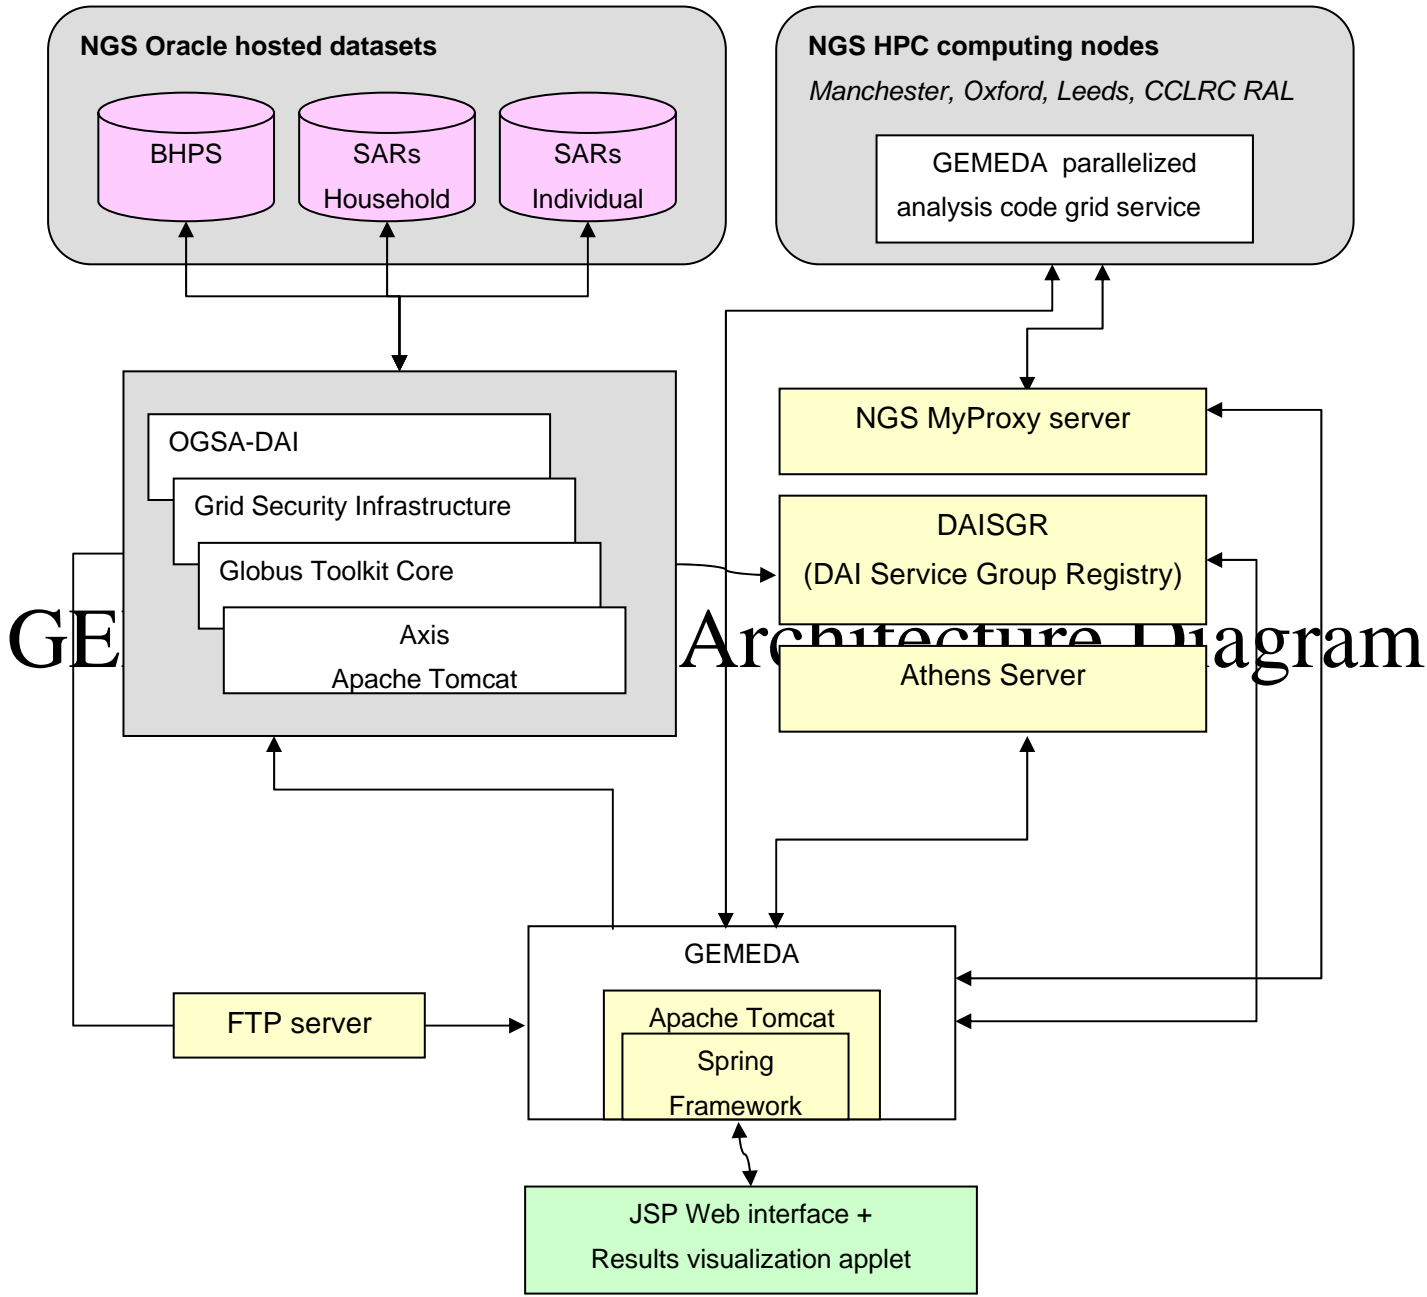 NGS Oracle hosted datasets
BHPS
SARs
Household
SARs
Individual
NGS HPC computing nodes
Manchester, Oxford, Leeds, CCLRC RAL
GEMEDA parallelized
analysis code grid service
OGSA-DAI
Grid Security Infrastructure
Globus Toolkit Core
Axis
Apache Tomcat
NGS MyProxy server
DAISGR
(DAI Service Group Registry)
Architecture Diagram
Athens Server
GEMEDA
Apache Tomcat
Spring
Framework
FTP server
JSP Web interface +
Results visualization applet